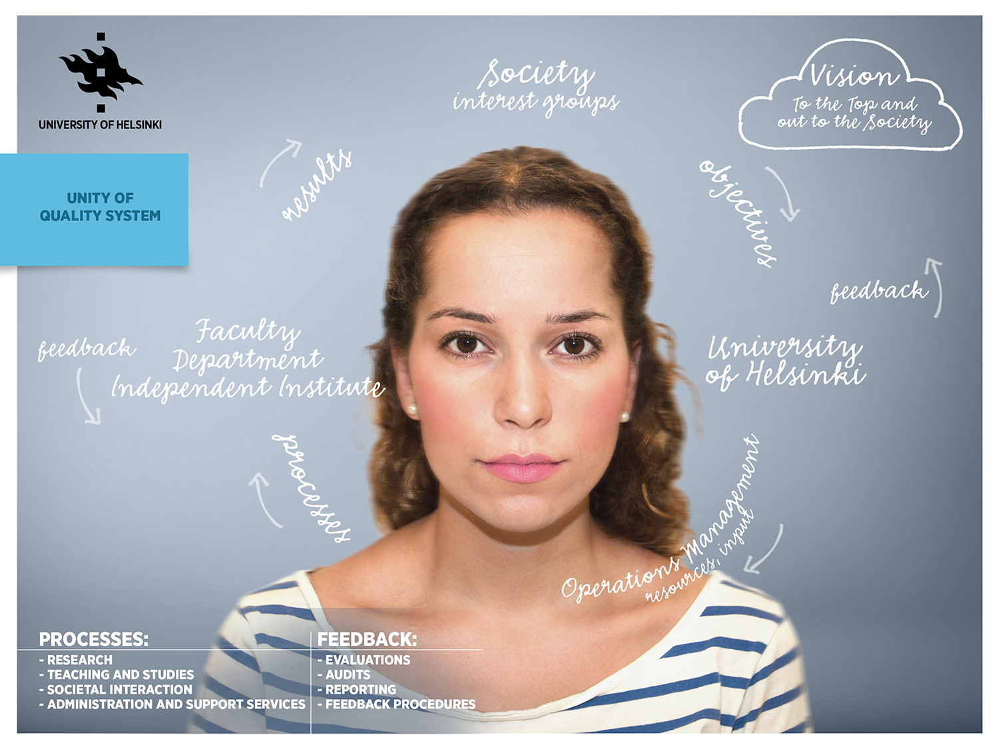 UNIVERSITY OF HELSINKI
UNITY OF
QUALITY SYSTEM
Society
interest groups
Vision
To the Top and
out to the Society
results
objectives
feedback
feedback
Faculty
Department
Independent Institute
University
of Helsinki
processes
Operations Management
resources, input
PROCESSES:
- RESEARCH
- TEACHING AND STUDIES
- SOCIETAL INTERACTION
- ADMINISTRATION AND SUPPORT SERVICES
FEEDBACK:
- EVALUATIONS
- AUDITS
- REPORTING
- FEEDBACK PROCEDURES